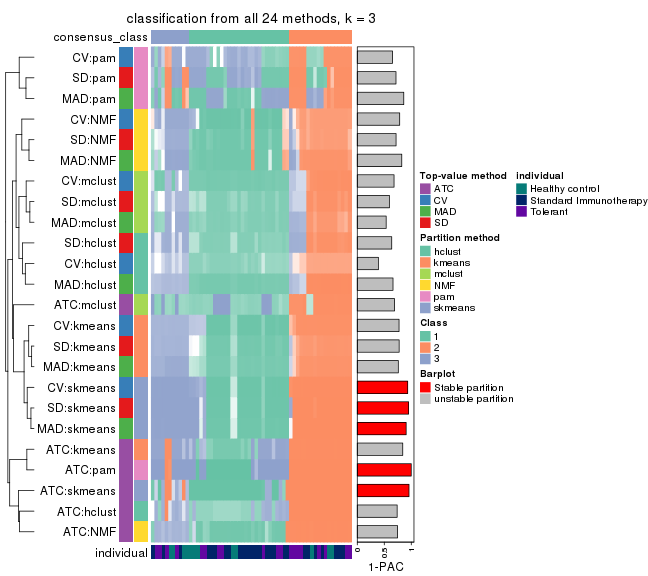 classification from all 24 methods, k = 3
consensus_class
CV:pam
SD:pam
MAD:pam
CV:NMF
SD:NMF
MAD:NMF
CV:mclust
SD:mclust
MAD:mclust
SD:hclust
CV:hclust
MAD:hclust
ATC:mclust
CV:kmeans
SD:kmeans
MAD:kmeans
CV:skmeans
SD:skmeans
MAD:skmeans
ATC:kmeans
ATC:pam
ATC:skmeans
ATC:hclust
ATC:NMF
individual
0
0.5
1
1-PAC
Top-value method
ATC
CV
MAD
SD
Partition method
hclust
kmeans
mclust
NMF
pam
skmeans
Class
1
2
3
Barplot
Stable partition
unstable partition
individual
Healthy control
Standard Immunotherapy
Tolerant